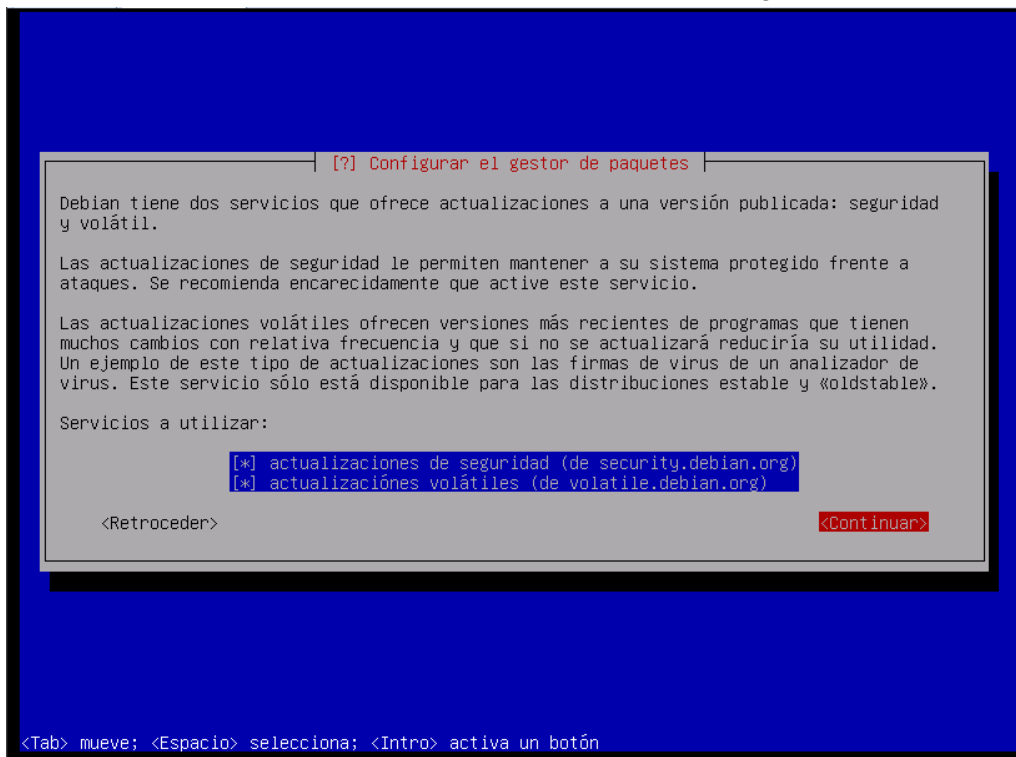 [?] Configurar el gestor de paquetes
Debian tiene dos servicios que ofrece actualizaciones a una versión publicada: seguridad
y volátil.
Las actualizaciones de seguridad le permiten mantener a su sistema protegido frente a
ataques. Se recomienda encarecidamente que active este servicio.
Las actualizaciones volátiles ofrecen versiones más recientes de programas que tienen
muchos cambios con relativa frecuencia y que si no se actualizará reduciría su utilidad.
Un ejemplo de este tipo de actualizaciones son las firmas de virus de un analizador de
virus. Este servicio sólo está disponible para las distribuciones estable y «oldstable».
Servicios a utilizar:
[*] actualizaciones de seguridad (de security.debian.org)
[*] actualizaciónes volátiles (de volatile.debian.org)
<Retroceder> <Continuar>
<Tab> mueve; <Espacio> selecciona; <Intro> activa un botón